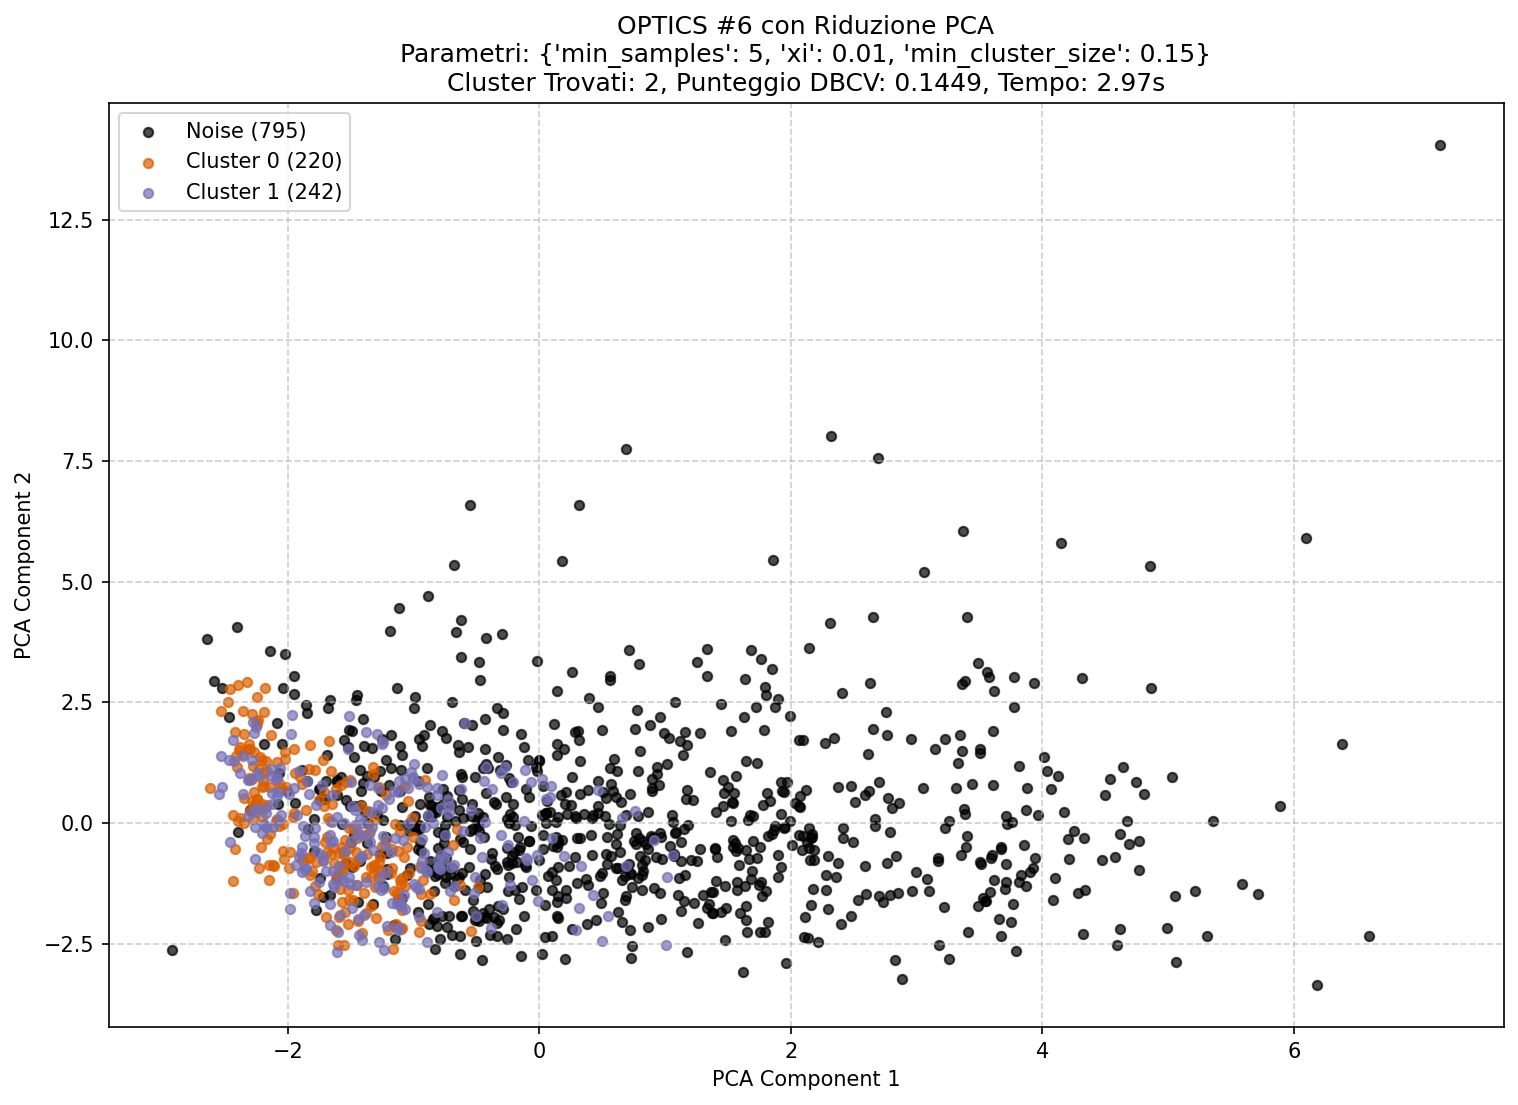 OPTICS #6 con Riduzione PCA
Parametri: {'min_samples': 5, 'xi': 0.01, 'min_cluster_size': 0.15}
Cluster Trovati: 2, Punteggio DBCV: 0.1449, Tempo: 2.97s
Noise (795)
Cluster 0 (220)
Cluster 1 (242)
12.5
10.0
7.5
5.0
2.5
0.0
−2.5
PCA Component 2
−2
0
2
4
6
PCA Component 1